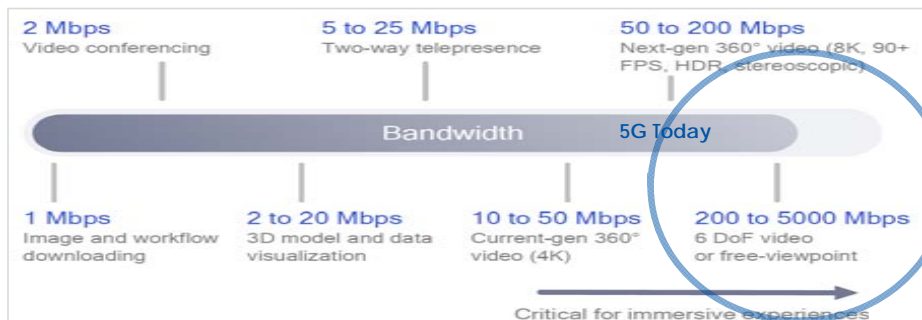 2 Mbps
Video conferencing
5 to 25 Mbps
Two-way telepresence
50 to 200 Mbps
Next-gen 360° video (8K, 90+
FPS, HDR, stereoscopic)
Bandwidth
5G Today
1 Mbps
Image and workflow
downloading
2 to 20 Mbps
3D model and data
visualization
10 to 50 Mbps
Current-gen 360°
video (4K)
200 to 5000 Mbps
6 DoF video
or free-viewpoint
Critical for immersive experiences